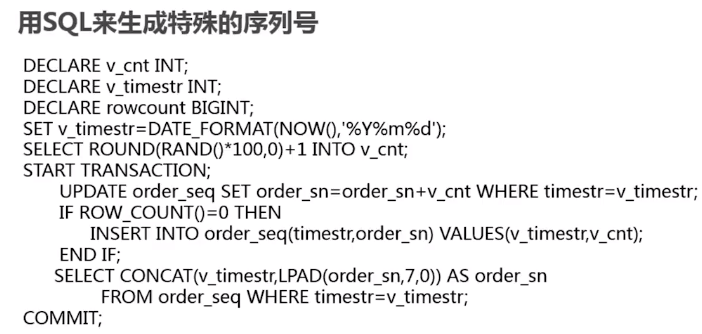 用SQL来生成特殊的序列号
DECLARE v_cnt INT;
DECLARE v_timestr INT;
DECLARE rowcount BIGINT;
SET v_timestr=DATE_FORMAT(NOW(),'%Y%m%d');
SELECT ROUND(RAND()*100,0)+1 INTO v_cnt;
START TRANSACTION;
UPDATE order_seq SET order_sn=order_sn+v_cnt WHERE timestr=v_timestr;
IF ROW_COUNT()=0 THEN
INSERT INTO order_seq(timestr,order_sn) VALUES(v_timestr,v_cnt);
END IF;
SELECT CONCAT(v_timestr,LPAD(order_sn,7,0)) AS order_sn
FROM order_seq WHERE timestr=v_timestr;
COMMIT;